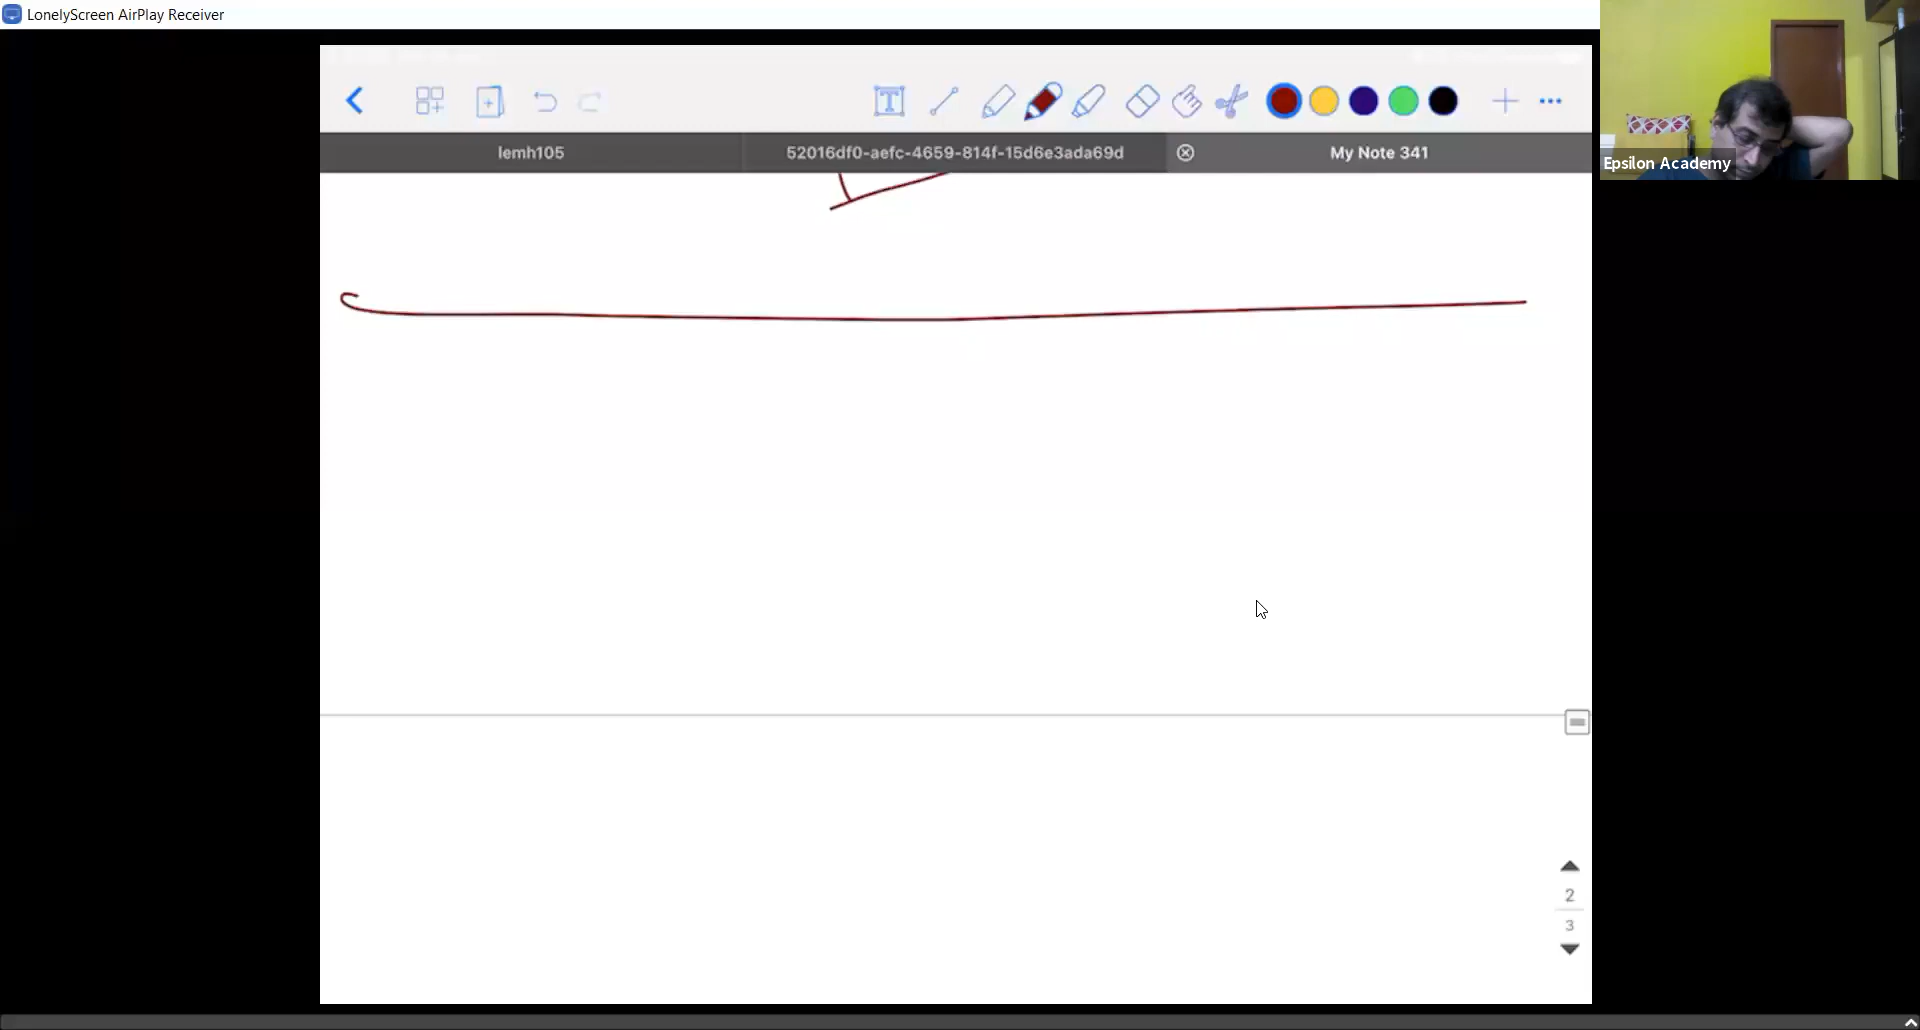 LonelyScreen AirPlay Receiver
T
lemh105
52016df0-aefc-4659-814f-15d6e3ada69d
My Note 341
Epsilon Academy
2
3